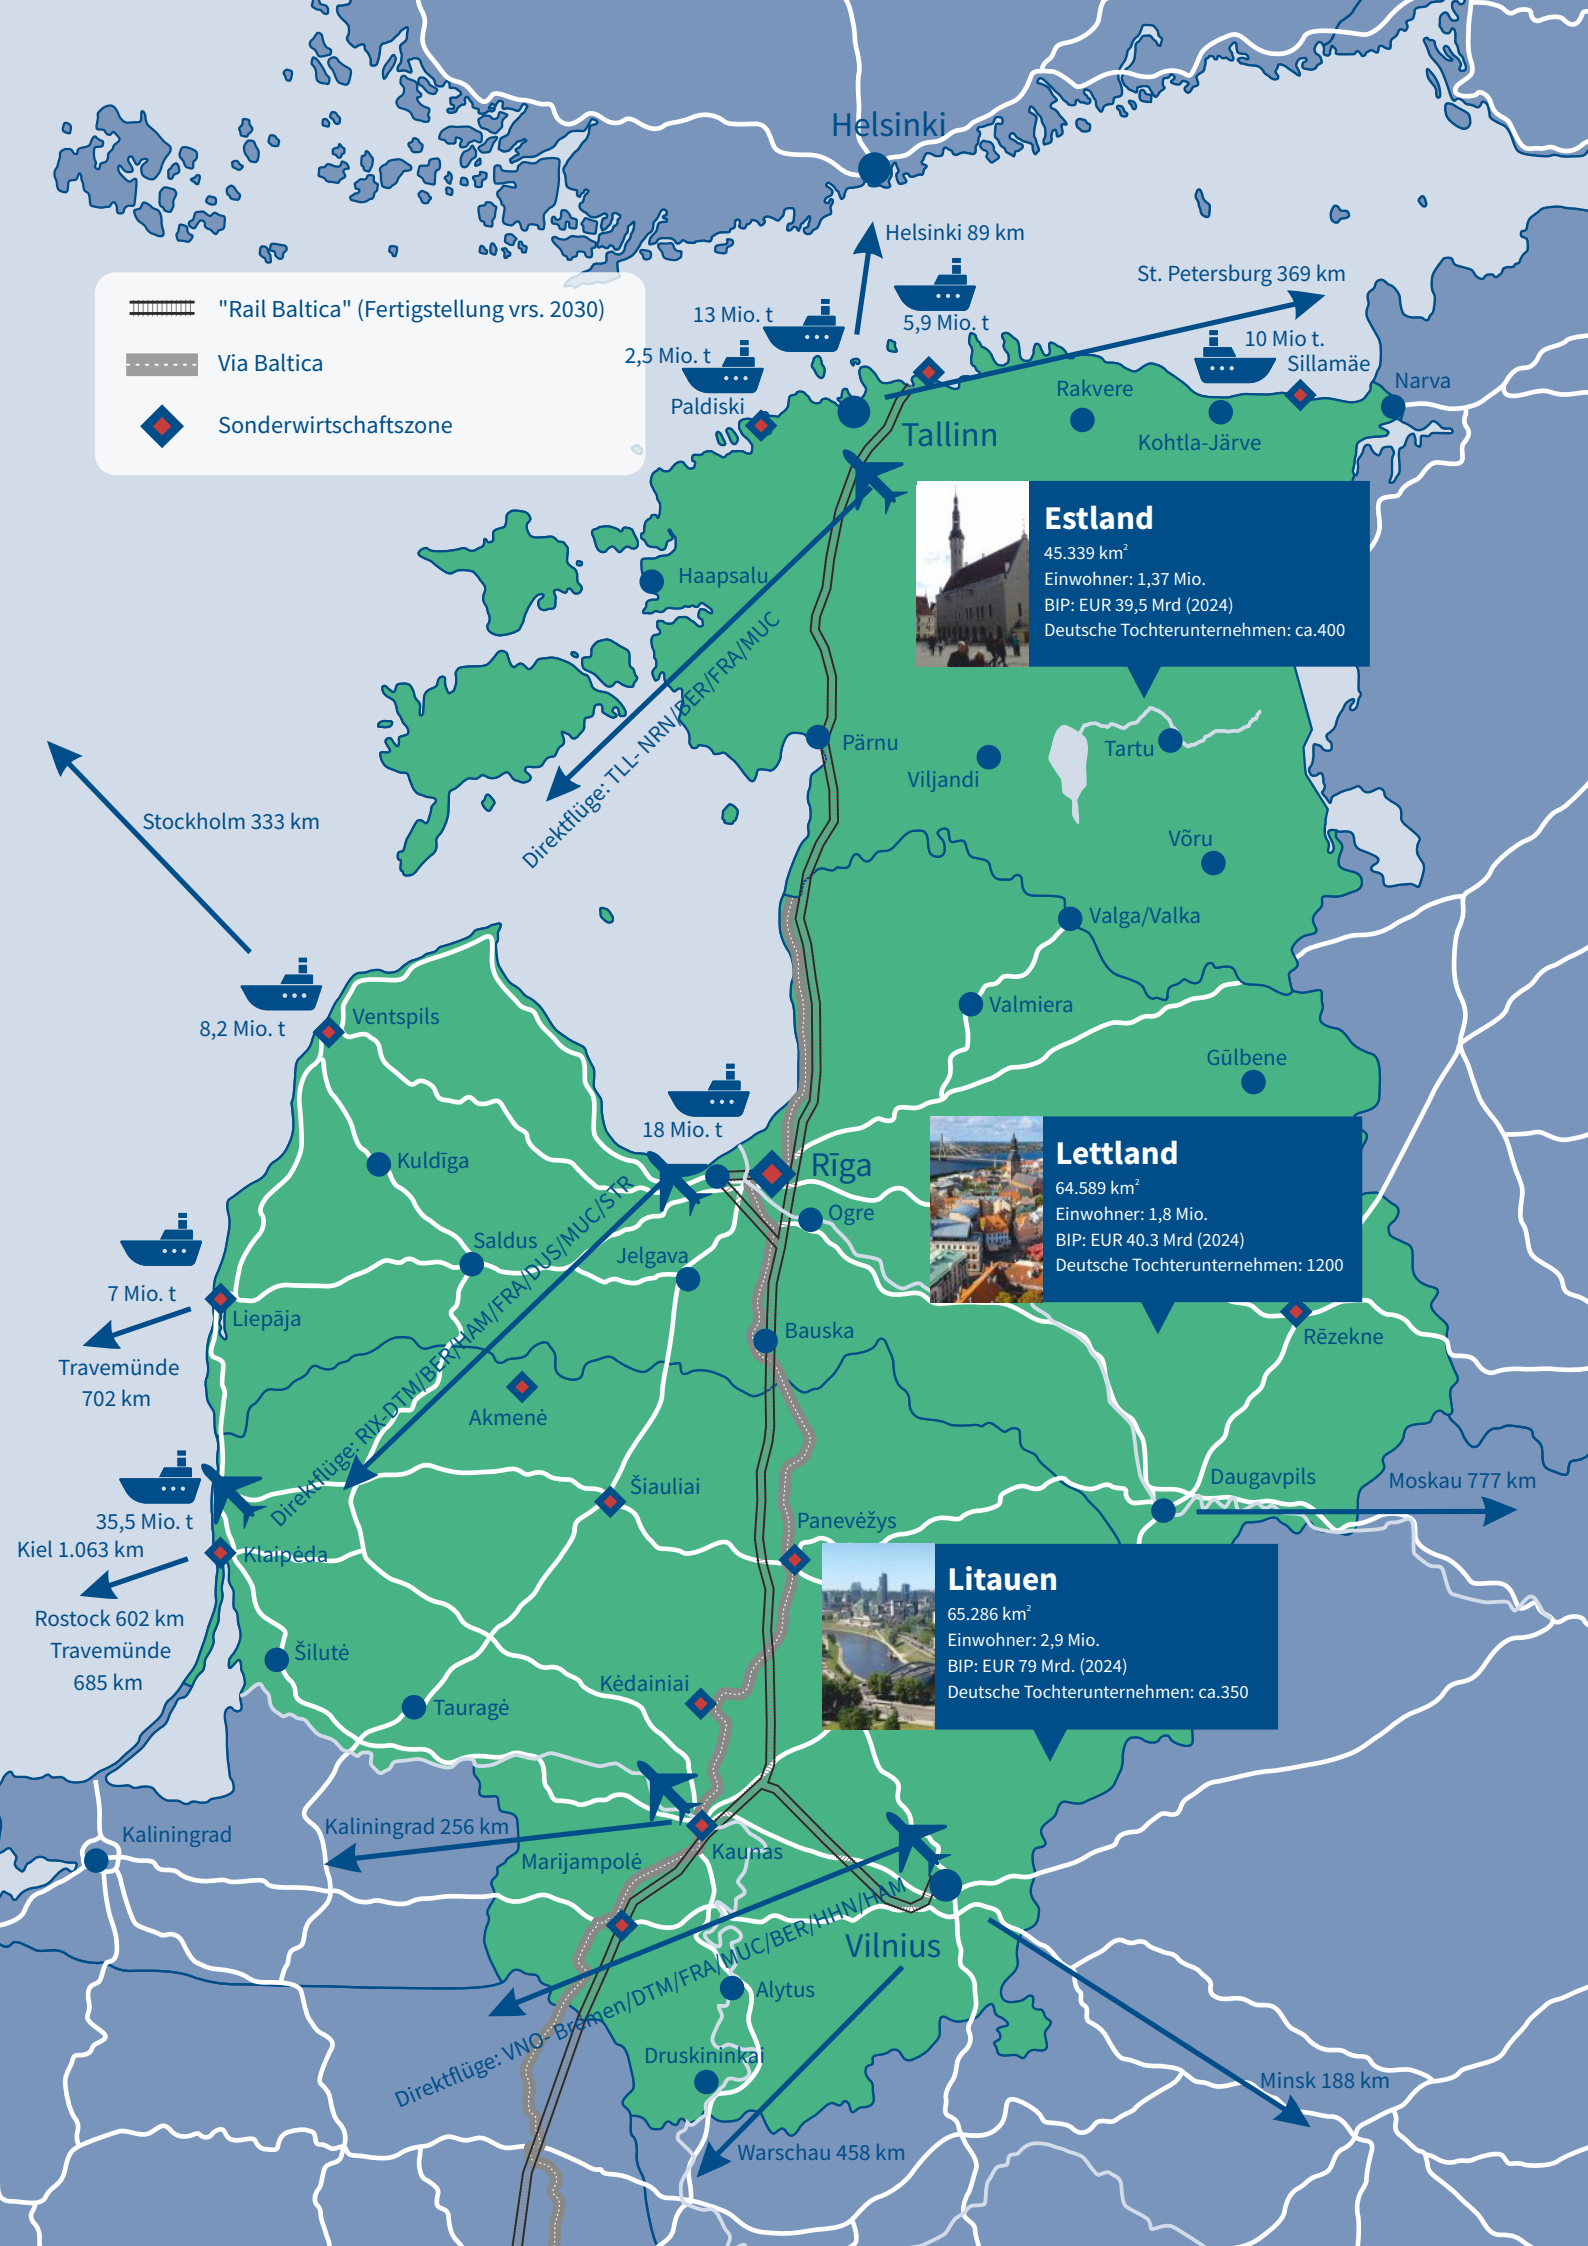 Helsinki
Helsinki 89 km
St. Petersburg 369 km
"Rail Baltica" (Fertigstellung vrs. 2030)
Via Baltica
Sonderwirtschaftszone
13 Mio. t
5,9 Mio. t
2,5 Mio. t
10 Mio t.
Sillamäe
Narva
Paldiski
Rakvere
Tallinn
Kohtla-Järve
Estland
45.339 km²
Einwohner: 1,37 Mio.
BIP: EUR 39,5 Mrd (2024)
Deutsche Tochterunternehmen: ca.400
Haapsalu
Direktflüge: TLL- NRN/BER/FRA/MUC
Pärnu
Viljandi
Tartu
Stockholm 333 km
Võru
Valga/Valka
Valmiera
Ventspils
8,2 Mio. t
Gūlbene
18 Mio. t
Rīga
Kuldīga
Ogre
Lettland
64.589 km²
Einwohner: 1,8 Mio.
BIP: EUR 40.3 Mrd (2024)
Deutsche Tochterunternehmen: 1200
Saldus
Jelgava
Direktflüge: RIX-DTM/BER/HAM/FRA/DUS/MUC/STR
7 Mio. t
Liepāja
Bauska
Rēzekne
Travemünde
702 km
Akmenė
Šiauliai
Daugavpils
Moskau 777 km
35,5 Mio. t
Panevėžys
Kiel 1.063 km
Klaipėda
Litauen
65.286 km²
Einwohner: 2,9 Mio.
BIP: EUR 79 Mrd. (2024)
Deutsche Tochterunternehmen: ca.350
Rostock 602 km
Travemünde
685 km
Šilutė
Kėdainiai
Tauragė
Kaliningrad
Kaliningrad 256 km
Kaunas
Marijampolė
Vilnius
Direktflüge: VNO- Bremen/DTM/FRA/MUC/BER/HHN/HAM
Alytus
Druskininkai
Minsk 188 km
Warschau 458 km